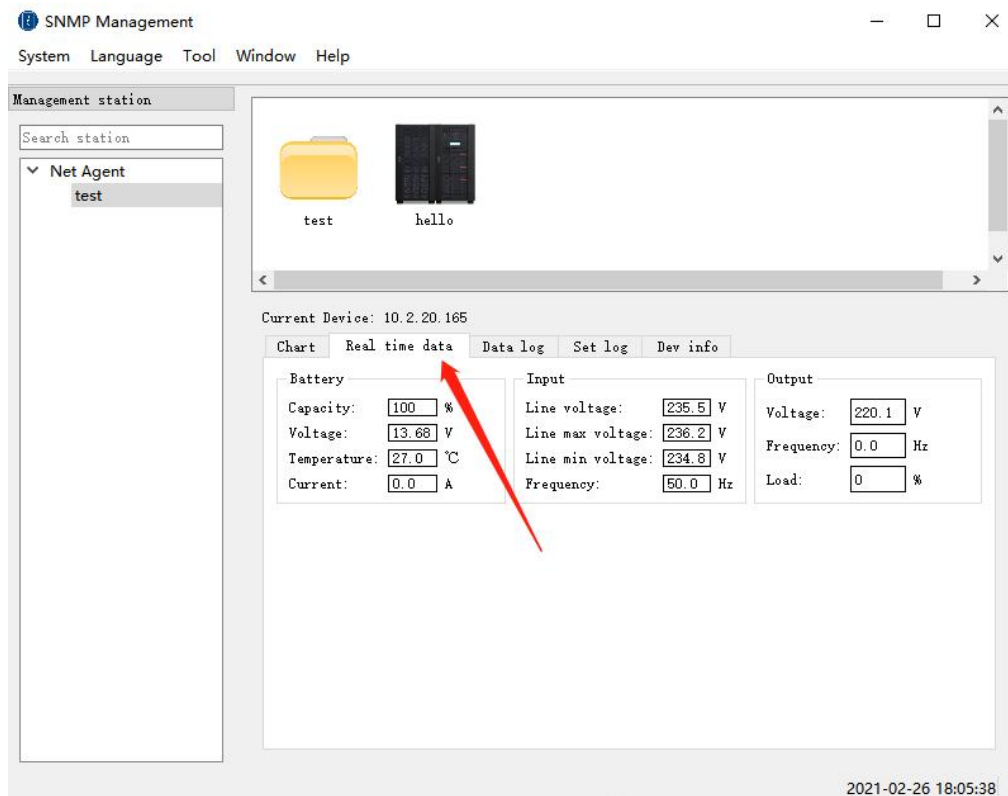 SNMP Management
System Language Tool Window Help
Management station
Search station
Net Agent
test
test
hello
Current Device: 10.2.20.165
Chart Real time data Data log Set log Dev info
Battery
Capacity: 100 %
Voltage: 13.68 V
Temperature: 27.0 ℃
Current: 0.0 A
Input
Line voltage: 235.5 V
Line max voltage: 236.2 V
Line min voltage: 234.8 V
Frequency: 50.0 Hz
Output
Voltage: 220.1 V
Frequency: 0.0 Hz
Load: 0 %
2021-02-26 18:05:38